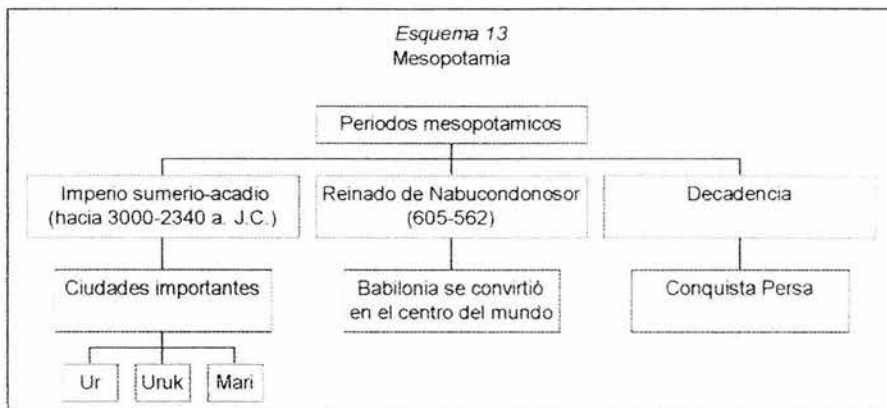 Esquema 13
Mesopotamia
Periodos mesopotamicos
Imperio sumerio-acadio
(hacia 3000-2340 a. J.C.)
Reinado de Nabucondonosor
(605-562)
Decadencia
Ciudades importantes
Babilonia se convirtió
en el centro del mundo
Conquista Persa
Ur
Uruk
Mari